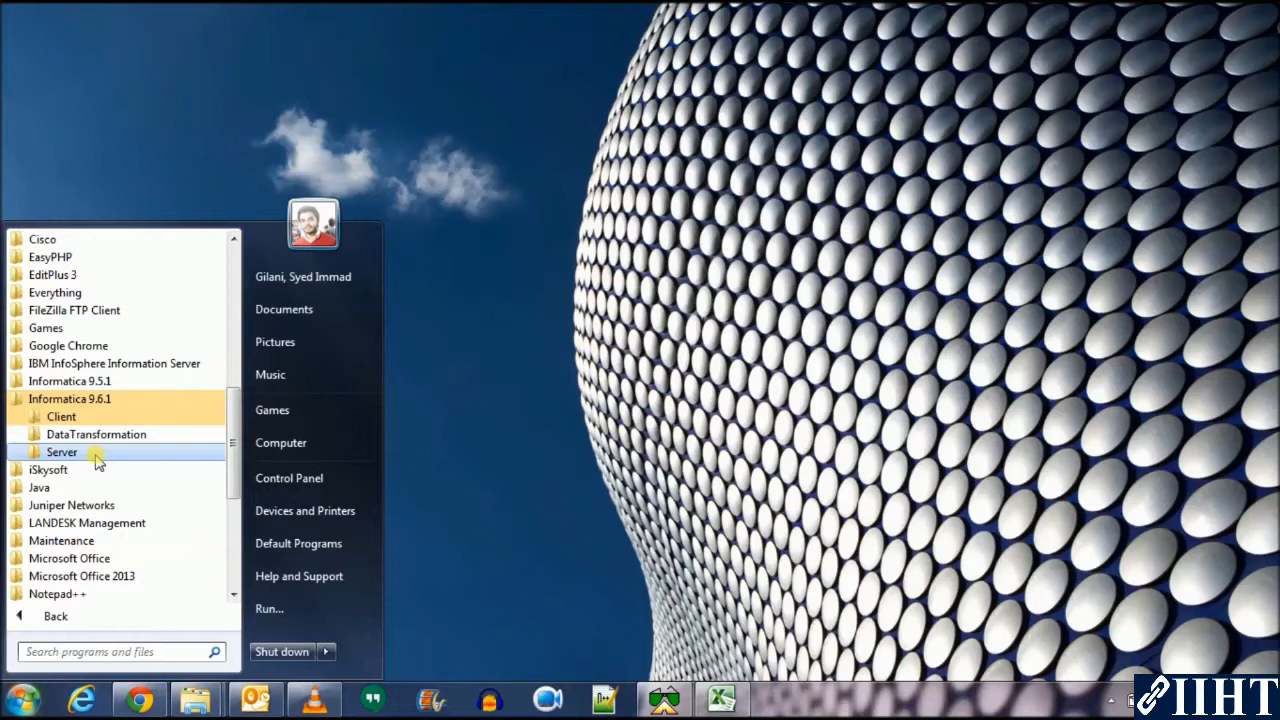 Cisco
EasyPHP
EditPlus 3
Everything
FileZilla FTP Client
Games
Google Chrome
IBM InfoSphere Information Server
Informatica 9.5.1
Informatica 9.6.1
Client
DataTransformation
Server
iSkysoft
Java
Juniper Networks
LANDESK Management
Maintenance
Microsoft Office
Microsoft Office 2013
Notepad++
Back
Search programs and files
Gilani, Syed Immad
Documents
Pictures
Music
Games
Computer
Control Panel
Devices and Printers
Default Programs
Help and Support
Run...
Shut down
IIHT